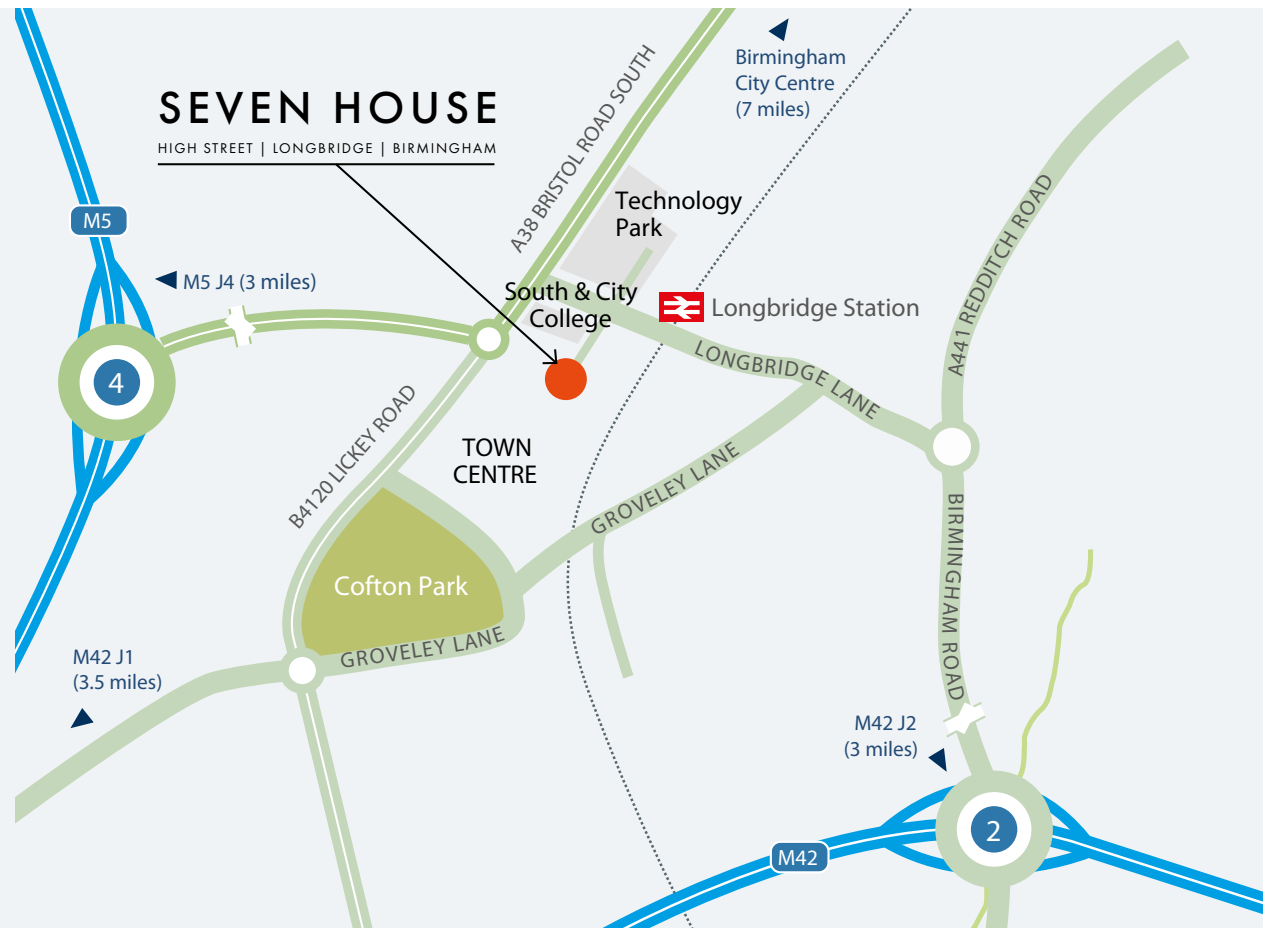 SEVEN HOUSE
HIGH STREET | LONGBRIDGE | BIRMINGHAM
Birmingham
City Centre
(7 miles)
A38 BRISTOL ROAD SOUTH
Technology
Park
M5
M5 J4 (3 miles)
South & City
College
Longbridge Station
A441 REDDITCH ROAD
LONGBRIDGE LANE
4
B4120 LICKEY ROAD
TOWN
CENTRE
GROVELEY LANE
Cofton Park
GROVELEY LANE
BIRMINGHAM ROAD
M42 J1
(3.5 miles)
M42 J2
(3 miles)
2
M42